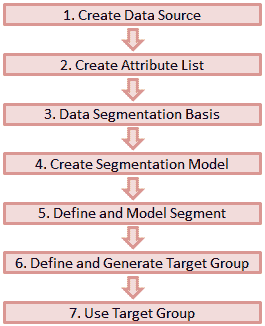 1. Create Data Source
2. Create Attribute List
3. Data Segmentation Basis
4. Create Segmentation Model
5. Define and Model Segment
6. Define and Generate Target Group
7. Use Target Group